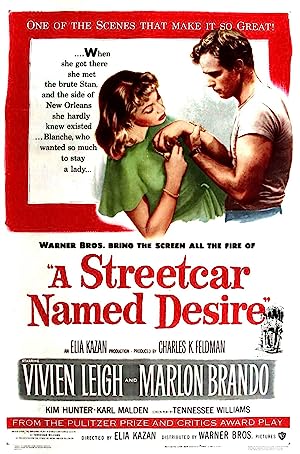 One of the Scenes that Make it so Great!
....When
she got there
she met
the brute Stan,
and the side of
New Orleans
she hardly
knew existed
...Blanche, who
wanted so much
to stay
a lady...
Warner Bros. bring the screen all the fire of
"A Streetcar
Named Desire"
AN ELIA KAZAN PRODUCTION · PRODUCED BY CHARLES K. FELDMAN
STARRING
VIVIEN LEIGH AND MARLON BRANDO
KIM HUNTER · KARL MALDEN TENNESSEE WILLIAMS
FROM THE PULITZER PRIZE AND CRITICS AWARD PLAY
DIRECTED BY ELIA KAZAN DISTRIBUTED BY WARNER BROS. PICTURES